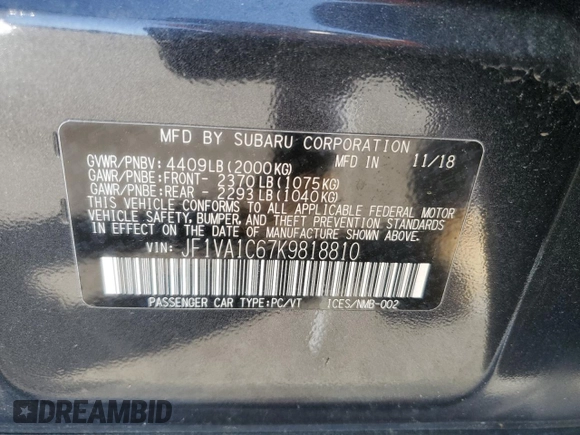 MFD BY SUBARU CORPORATION
GVWR/PNBV: 4409LB(2000KG) MFD IN 11/18
GAWR/PNBE:FRONT- 2370LB(1075KG)
GAWR/PNBE:REAR - 2293LB(1040KG)
THIS VEHICLE CONFORMS TO ALL APPLICABLE FEDERAL MOTOR
VEHICLE SAFETY, BUMPER, AND THEFT PREVENTION STANDARDS
IN EFFECT ON THE DATE OF MANUFACTURE SHOWN ABOVE.
VIN: JF1VA1C67K9818810
PASSENGER CAR TYPE:PC/VT ICES/NMB-002
DREAMBID